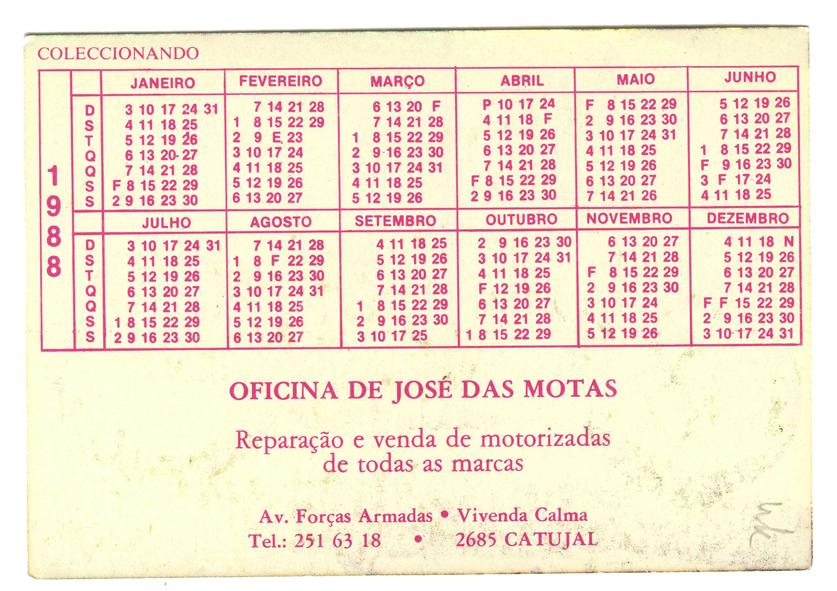 COLECCIONANDO
1988
JANEIRO FEVEREIRO MARÇO ABRIL MAIO JUNHO
D 3 10 17 24 31 7 14 21 28 6 13 20 F P 10 17 24 F 8 15 22 29 5 12 19 26
S 4 11 18 25 1 8 15 22 29 7 14 21 28 4 11 18 F 2 9 16 23 30 6 13 20 27
T 5 12 19 26 2 9 E 23 1 8 15 22 29 5 12 19 26 3 10 17 24 31 7 14 21 28
Q 6 13 20 27 3 10 17 24 2 9 16 23 30 6 13 20 27 4 11 18 25 1 8 15 22 29
Q 7 14 21 28 4 11 18 25 3 10 17 24 31 7 14 21 28 5 12 19 26 F 9 16 23 30
S F 8 15 22 29 5 12 19 26 4 11 18 25 F 8 15 22 29 6 13 20 27 3 F 17 24
S 2 9 16 23 30 6 13 20 27 5 12 19 26 2 9 16 23 30 7 14 21 28 4 11 18 25
JULHO AGOSTO SETEMBRO OUTUBRO NOVEMBRO DEZEMBRO
D 3 10 17 24 31 7 14 21 28 4 11 18 25 2 9 16 23 30 6 13 20 27 4 11 18 N
S 4 11 18 25 1 8 F 22 29 5 12 19 26 3 10 17 24 31 7 14 21 28 5 12 19 26
T 5 12 19 26 2 9 16 23 30 6 13 20 27 4 11 18 25 F 8 15 22 29 6 13 20 27
Q 6 13 20 27 3 10 17 24 31 7 14 21 28 F 12 19 26 2 9 16 23 30 7 14 21 28
Q 7 14 21 28 4 11 18 25 1 8 15 22 29 6 13 20 27 3 10 17 24 F F 15 22 29
S 1 8 15 22 29 5 12 19 26 2 9 16 23 30 7 14 21 28 4 11 18 25 2 9 16 23 30
S 2 9 16 23 30 6 13 20 27 3 10 17 25 1 8 15 22 29 5 12 19 26 3 10 17 24 31
OFICINA DE JOSÉ DAS MOTAS
Reparação e venda de motorizadas
de todas as marcas
Av. Forças Armadas • Vivenda Calma
Tel.: 251 63 18 • 2685 CATUJAL